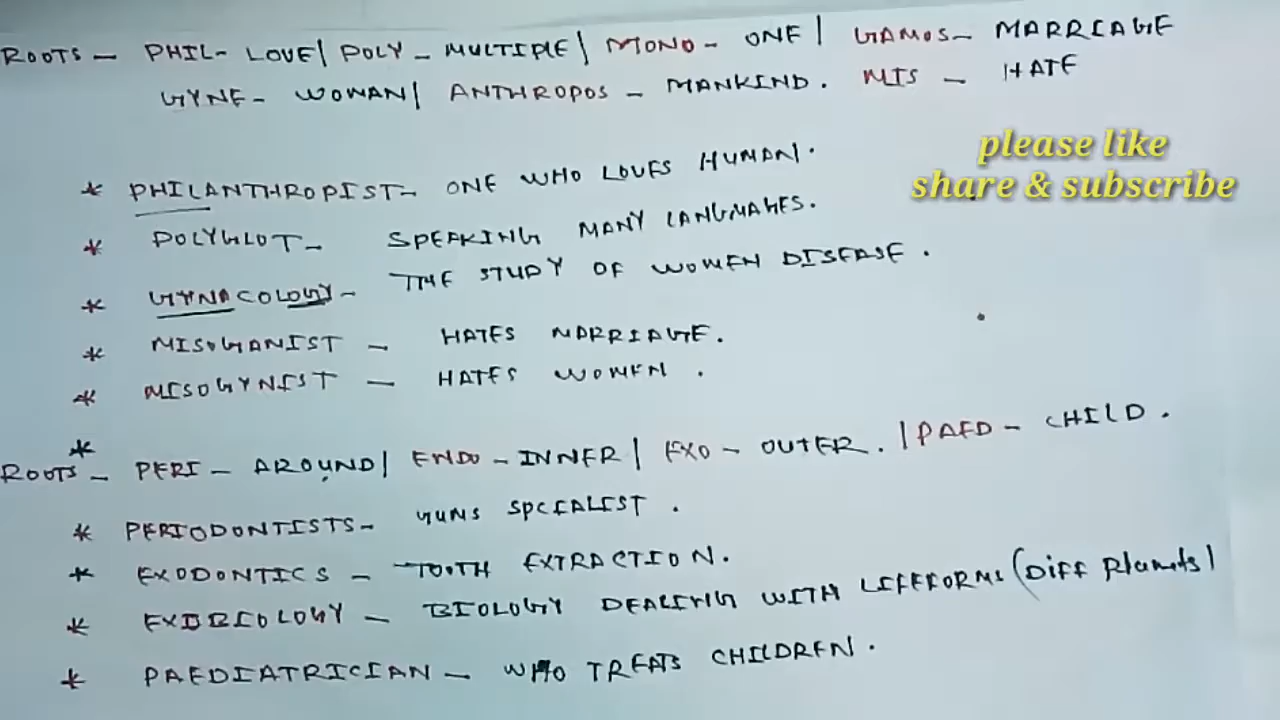 ROOTS - PHIL - LOVE | POLY - MULTIPLE | MONO - ONE | GAMOS - MARRIAGE
GYNE - WOMAN | ANTHROPOS - MANKIND. MIS - HATE
please like
share & subscribe
* PHILANTHROPIST - ONE WHO LOVES HUMAN.
* POLYGLOT - SPEAKING MANY LANGUAGES.
* GYNACOLOGY - THE STUDY OF WOMEN DISEASE.
* MISOGAMIST - HATES MARRIAGE.
* MISOGYNIST - HATES WOMEN.
*
ROOTS - PERI - AROUND | ENDO - INNER | EXO - OUTER. | PAED - CHILD.
* PERIODONTISTS - GUMS SPCIALIST.
* EXODONTICS - TOOTH EXTRACTION.
* EXOBIOLOGY - BIOLOGY DEALING WITH LIFEFORMS (Diff Planets)
* PAEDIATRICIAN - WHO TREATS CHILDREN.